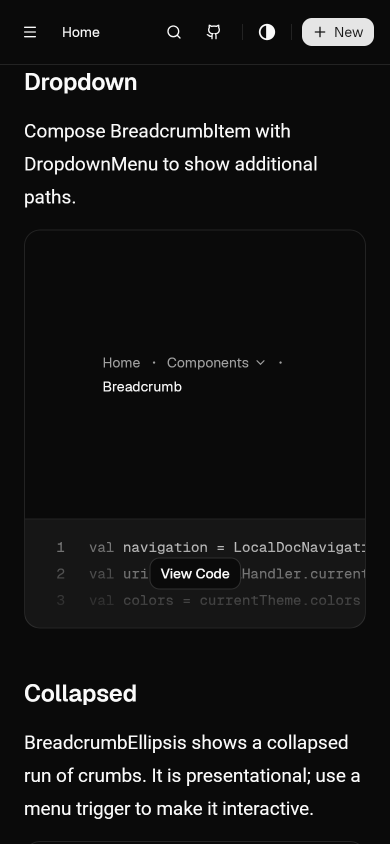 Home
New
Dropdown
Compose BreadcrumbItem with
DropdownMenu to show additional
paths.
Home · Components ·
Breadcrumb
1 val navigation = LocalDocNavigati
2 val uri Handler.current
View Code
3 val colors = currentTheme.colors
Collapsed
BreadcrumbEllipsis shows a collapsed
run of crumbs. It is presentational; use a
menu trigger to make it interactive.